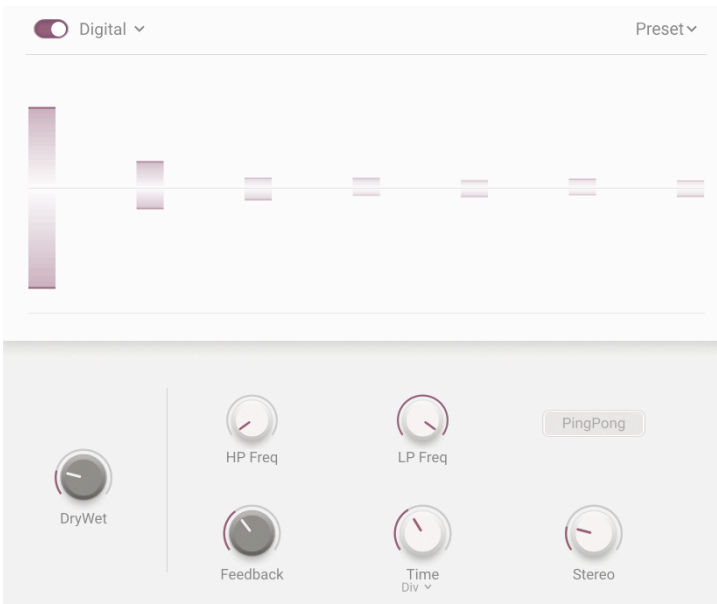 Digital
Preset
HP Freq
LP Freq
PingPong
DryWet
Feedback
Time
Div
Stereo